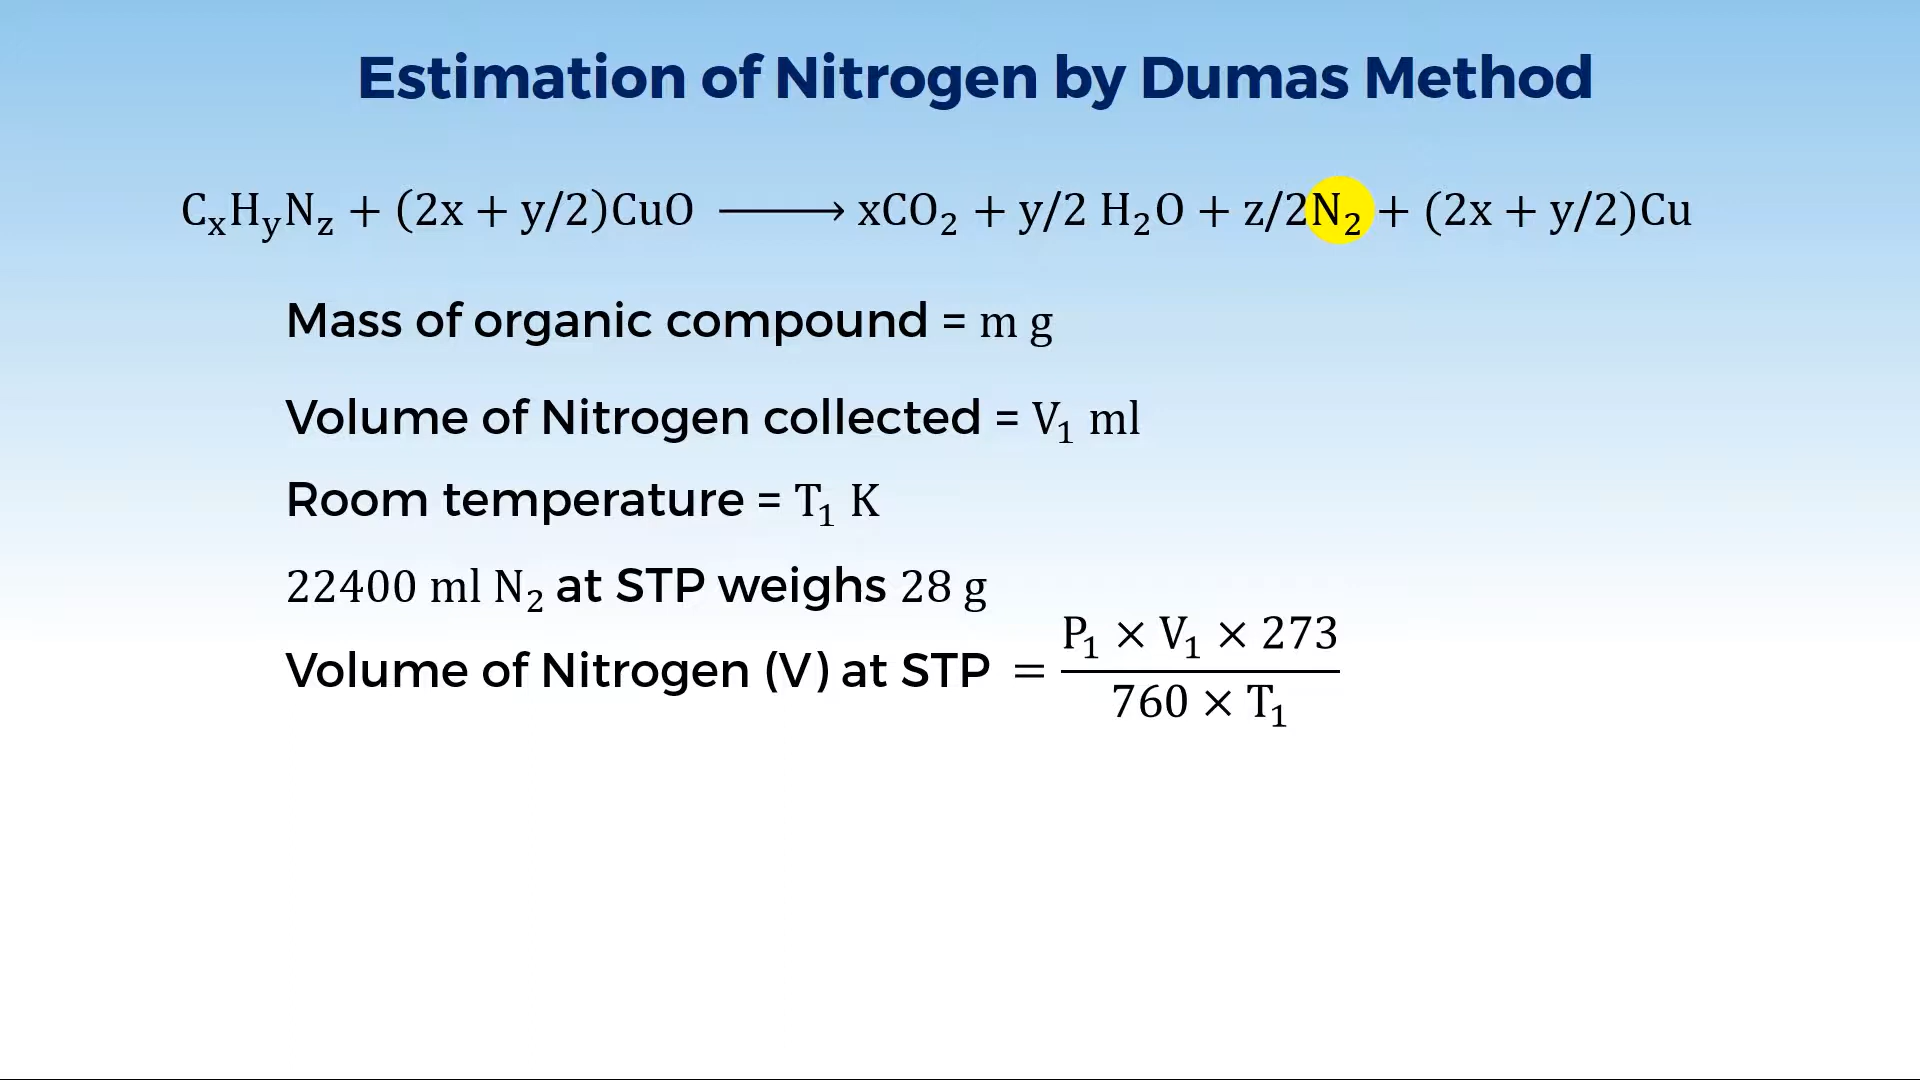 Estimation of Nitrogen by Dumas Method
CₓHᵧN_z + (2x + y/2)CuO ⟶ xCO₂ + y/2 H₂O + z/2N₂ + (2x + y/2)Cu
Mass of organic compound = m g
Volume of Nitrogen collected = V₁ ml
Room temperature = T₁ K
22400 ml N₂ at STP weighs 28 g
Volume of Nitrogen (V) at STP = P₁ × V₁ × 273
760 × T₁